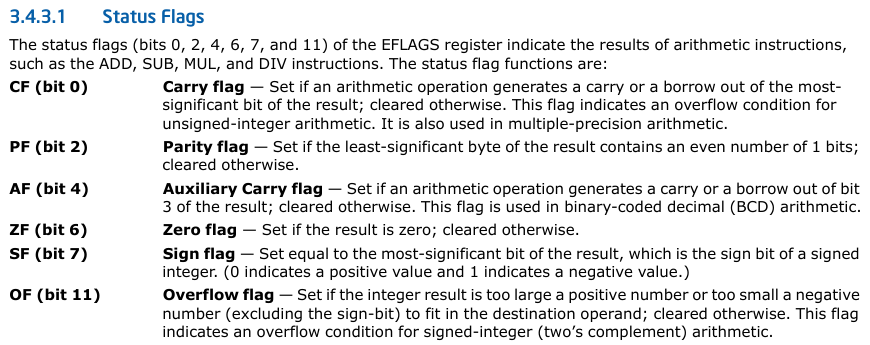 3.4.3.1 Status Flags
The status flags (bits 0, 2, 4, 6, 7, and 11) of the EFLAGS register indicate the results of arithmetic instructions,
such as the ADD, SUB, MUL, and DIV instructions. The status flag functions are:
CF (bit 0) Carry flag — Set if an arithmetic operation generates a carry or a borrow out of the most-
significant bit of the result; cleared otherwise. This flag indicates an overflow condition for
unsigned-integer arithmetic. It is also used in multiple-precision arithmetic.
PF (bit 2) Parity flag — Set if the least-significant byte of the result contains an even number of 1 bits;
cleared otherwise.
AF (bit 4) Auxiliary Carry flag — Set if an arithmetic operation generates a carry or a borrow out of bit
3 of the result; cleared otherwise. This flag is used in binary-coded decimal (BCD) arithmetic.
ZF (bit 6) Zero flag — Set if the result is zero; cleared otherwise.
SF (bit 7) Sign flag — Set equal to the most-significant bit of the result, which is the sign bit of a signed
integer. (0 indicates a positive value and 1 indicates a negative value.)
OF (bit 11) Overflow flag — Set if the integer result is too large a positive number or too small a negative
number (excluding the sign-bit) to fit in the destination operand; cleared otherwise. This flag
indicates an overflow condition for signed-integer (two’s complement) arithmetic.